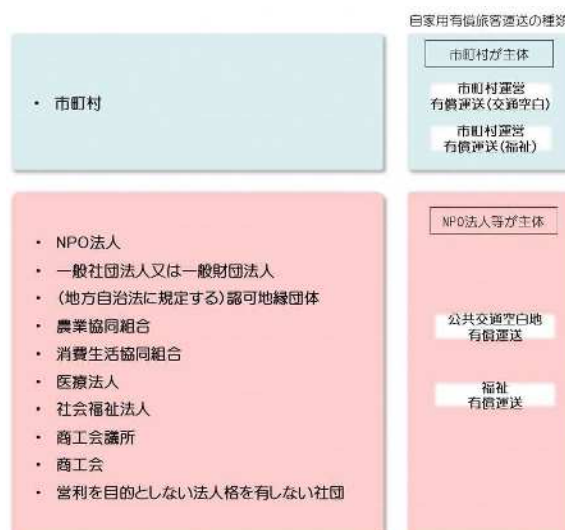 自家用有償旅客運送の種類
・ 市町村
市町村が主体
市町村運営
有償運送(交通空白)
市町村運営
有償運送(福祉)
・ NPO法人
・ 一般社団法人又は一般財団法人
・ (地方自治法に規定する)認可地縁団体
・ 農業協同組合
・ 消費生活協同組合
・ 医療法人
・ 社会福祉法人
・ 商工会議所
・ 商工会
・ 営利を目的としない法人格を有しない社団
NPO法人等が主体
公共交通空白地
有償運送
福祉
有償運送